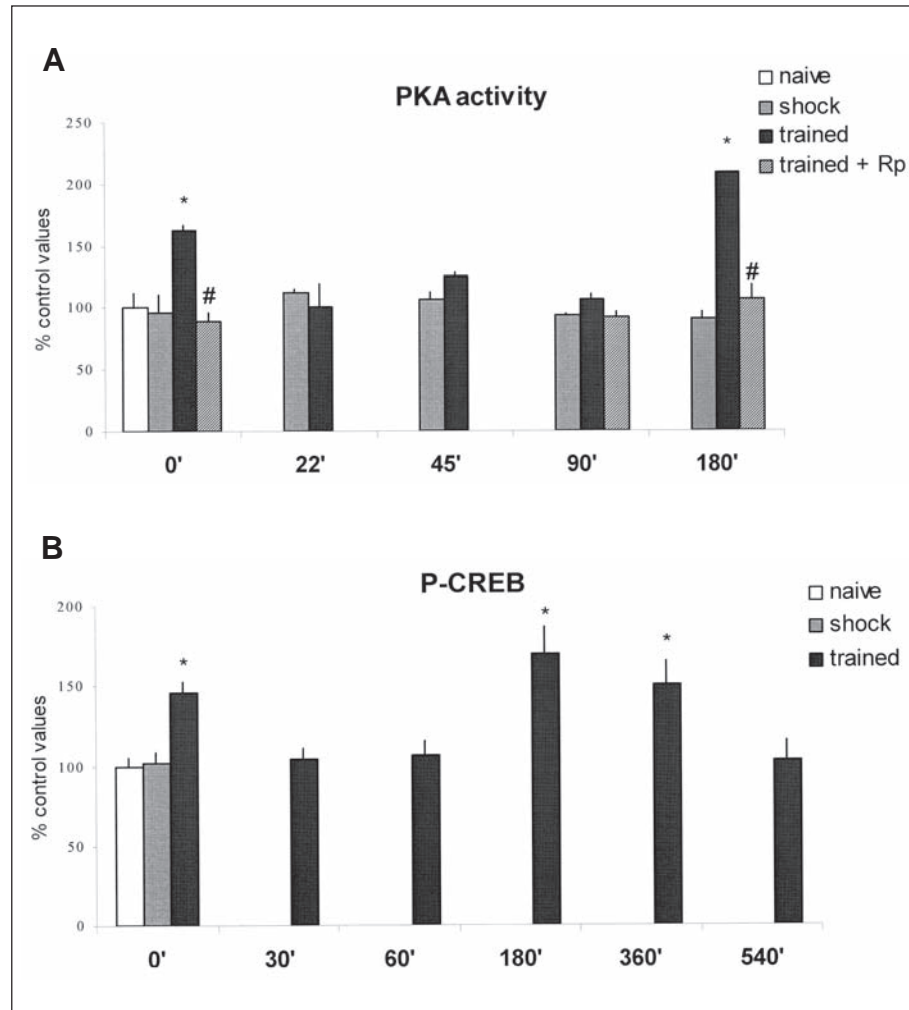 A
PKA activity
naive
shock
trained
trained + Rp
% control values
250
200
150
100
50
0
*
#
*
#
0' 22' 45' 90' 180'
B
P-CREB
naive
shock
trained
% control values
200
150
100
50
0
*
*
*
0' 30' 60' 180' 360' 540'